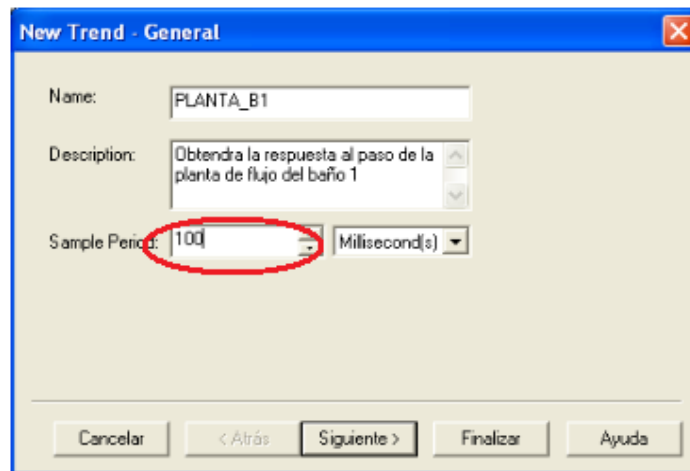 New Trend - General
Name: PLANTA_B1
Description: Obtendra la respuesta al paso de la
planta de flujo del baño 1
Sample Period: 100 Millisecond(s)
Cancelar < Atrás Siguiente > Finalizar Ayuda